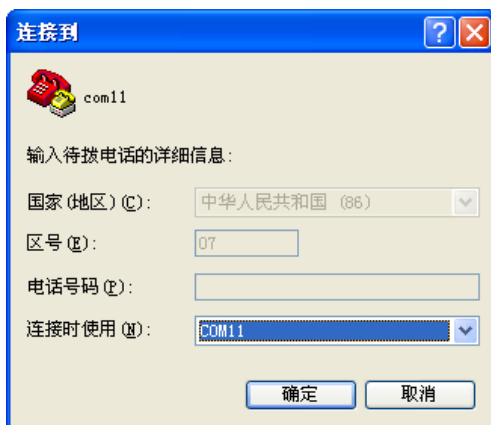 连接到
com11
输入待拨电话的详细信息:
国家(地区)(C): 中华人民共和国 (86)
区号(E): 07
电话号码(P):
连接时使用(N): COM11
确定 取消